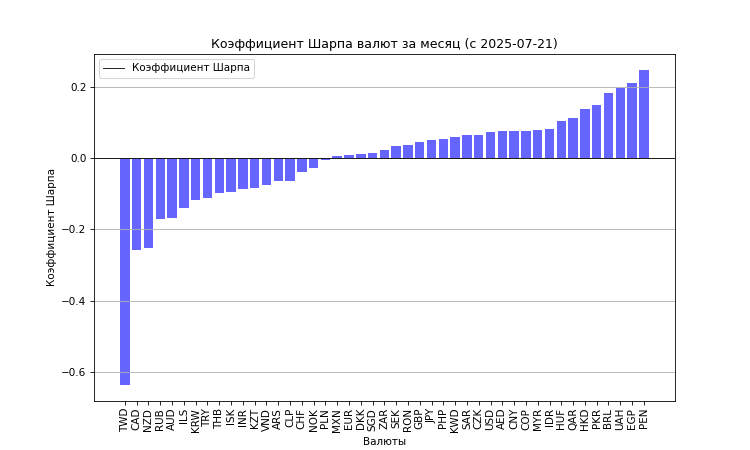 Коэффициент Шарпа валют за месяц (с 2025-07-21)
Коэффициент Шарпа
Коэффициент Шарпа
0.2
0.0
−0.2
−0.4
−0.6
TWD CAD NZD RUB AUD ILS KRW TRY THB ISK INR KZT VND ARS CLP CHF NOK PLN MXN EUR DKK SGD ZAR SEK RON GBP JPY PHP KWD SAR CZK USD AED CNY COP MYR IDR HUF QAR HKD PKR BRL UAH EGP PEN
Валюты